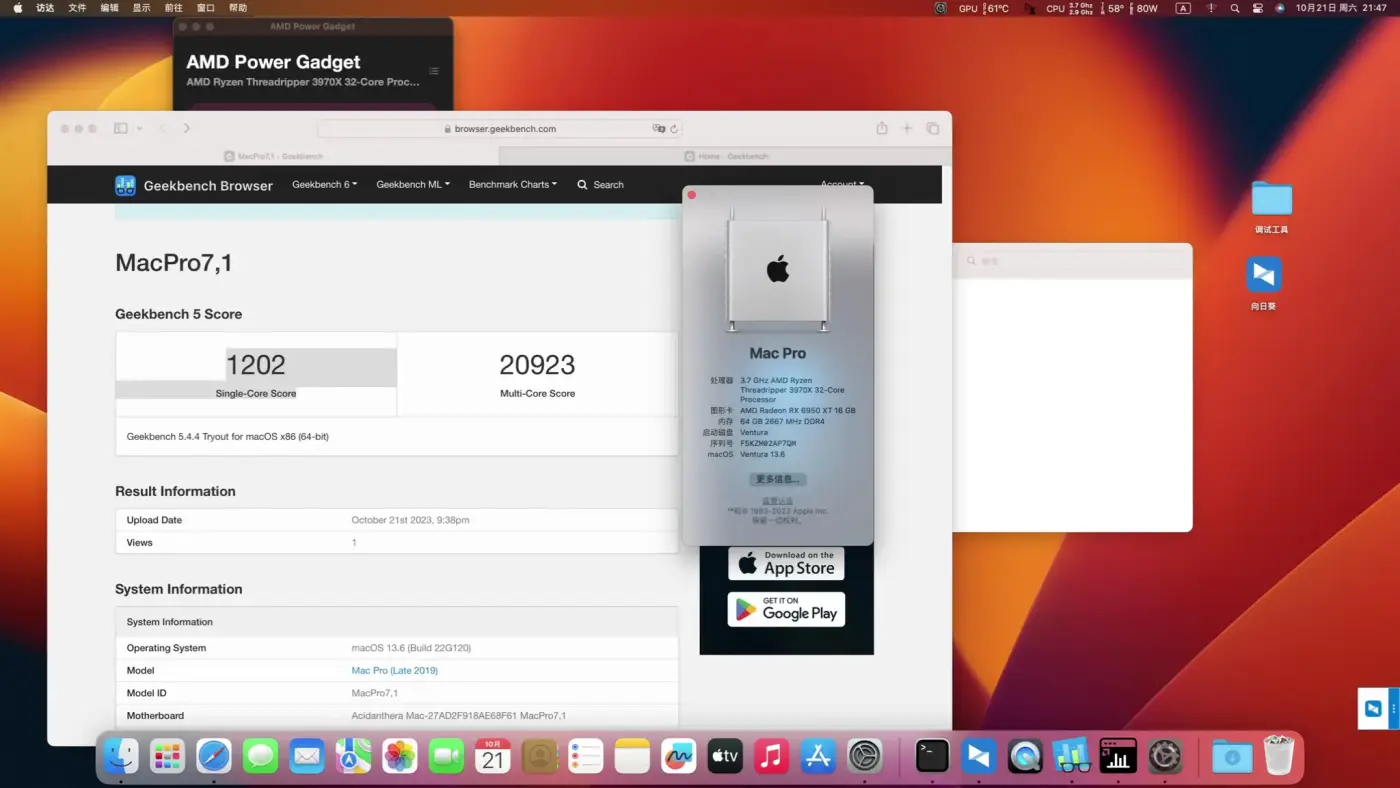 访达 文件 编辑 显示 前往 窗口 帮助
GPU 61°C CPU 3.7 Ghz 2.9 Ghz 58° 80W A 10月21日 周六 21:47
AMD Power Gadget
AMD Power Gadget
AMD Ryzen Threadripper 3970X 32-Core Proc...
browser.geekbench.com
MacPro7,1 - Geekbench
Home - Geekbench
Geekbench Browser Geekbench 6 Geekbench ML Benchmark Charts Search Account
MacPro7,1
Geekbench 5 Score
1202
Single-Core Score
20923
Multi-Core Score
Geekbench 5.4.4 Tryout for macOS x86 (64-bit)
Result Information
Upload Date October 21st 2023, 9:38pm
Views 1
System Information
System Information
Operating System macOS 13.6 (Build 22G120)
Model Mac Pro (Late 2019)
Model ID MacPro7,1
Motherboard Acidanthera Mac-27AD2F918AE68F61 MacPro7,1
Mac Pro
处理器 3.7 GHz AMD Ryzen
Threadripper 3970X 32-Core
Processor
图形卡 AMD Radeon RX 6950 XT 16 GB
内存 64 GB 2667 MHz DDR4
启动磁盘 Ventura
序列号 F5KZM02AP7QM
macOS Ventura 13.6
更多信息...
™和© 1983-2023 Apple Inc.
保留一切权利。
Download on the
App Store
GET IT ON
Google Play
调试工具
向日葵
10月
21
tv